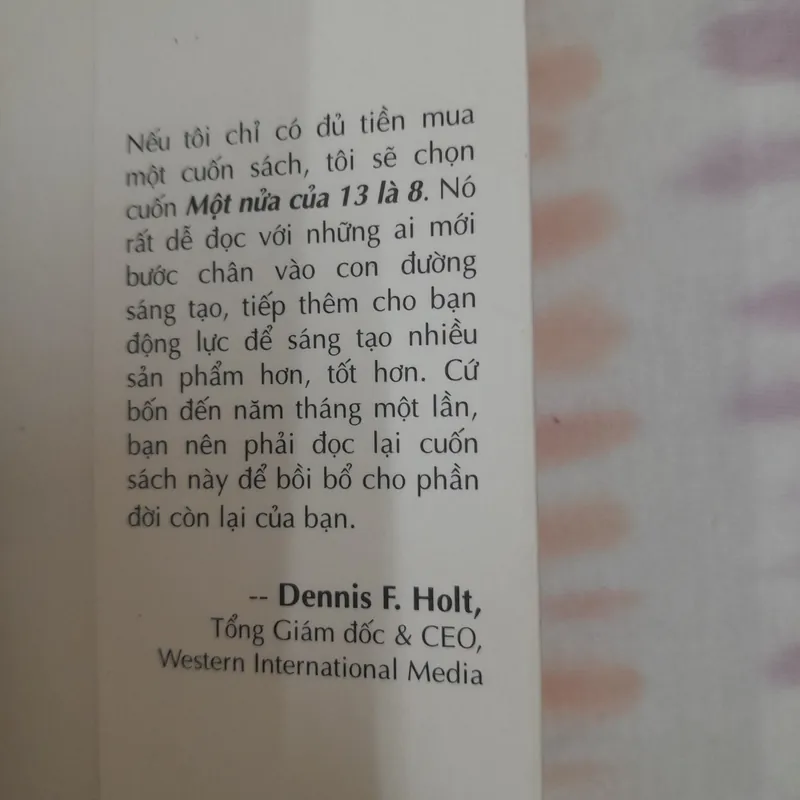 Nếu tôi chỉ có đủ tiền mua
một cuốn sách, tôi sẽ chọn
cuốn Một nửa của 13 là 8. Nó
rất dễ đọc với những ai mới
bước chân vào con đường
sáng tạo, tiếp thêm cho bạn
động lực để sáng tạo nhiều
sản phẩm hơn, tốt hơn. Cứ
bốn đến năm tháng một lần,
bạn nên phải đọc lại cuốn
sách này để bồi bổ cho phần
đời còn lại của bạn.
-- Dennis F. Holt,
Tổng Giám đốc & CEO,
Western International Media